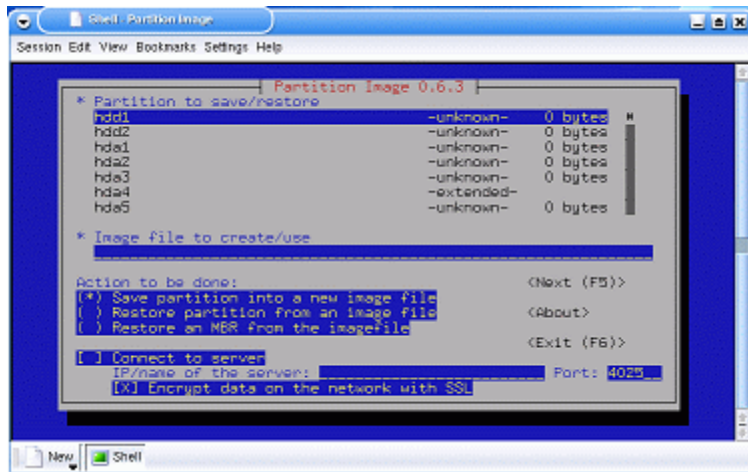 Shell - Partition Image
Session Edit View Bookmarks Settings Help
Partition Image 0.6.3
* Partition to save/restore
hdd1 -unknown- 0 bytes
hdd2 -unknown- 0 bytes
hda1 -unknown- 0 bytes
hda2 -unknown- 0 bytes
hda3 -unknown- 0 bytes
hda4 -extended-
hda5 -unknown- 0 bytes
* Image file to create/use
Action to be done: <Next (F5)>
(*) Save partition into a new image file
( ) Restore partition from an image file <About>
( ) Restore an MBR from the imagefile
<Exit (F6)>
[ ] Connect to server
IP/name of the server: Port: 4025
[X] Encrypt data on the network with SSL
New Shell